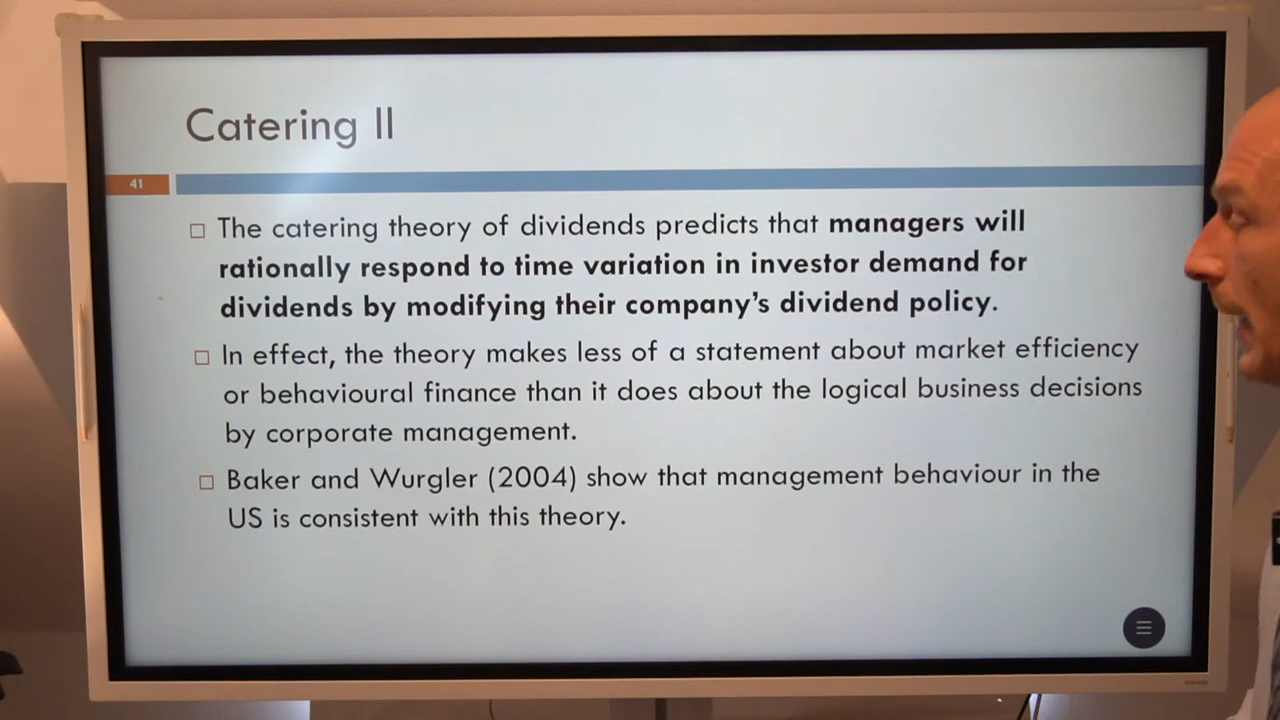 Catering II
41
The catering theory of dividends predicts that managers will
rationally respond to time variation in investor demand for
dividends by modifying their company's dividend policy.
In effect, the theory makes less of a statement about market efficiency
or behavioural finance than it does about the logical business decisions
by corporate management.
Baker and Wurgler (2004) show that management behaviour in the
US is consistent with this theory.